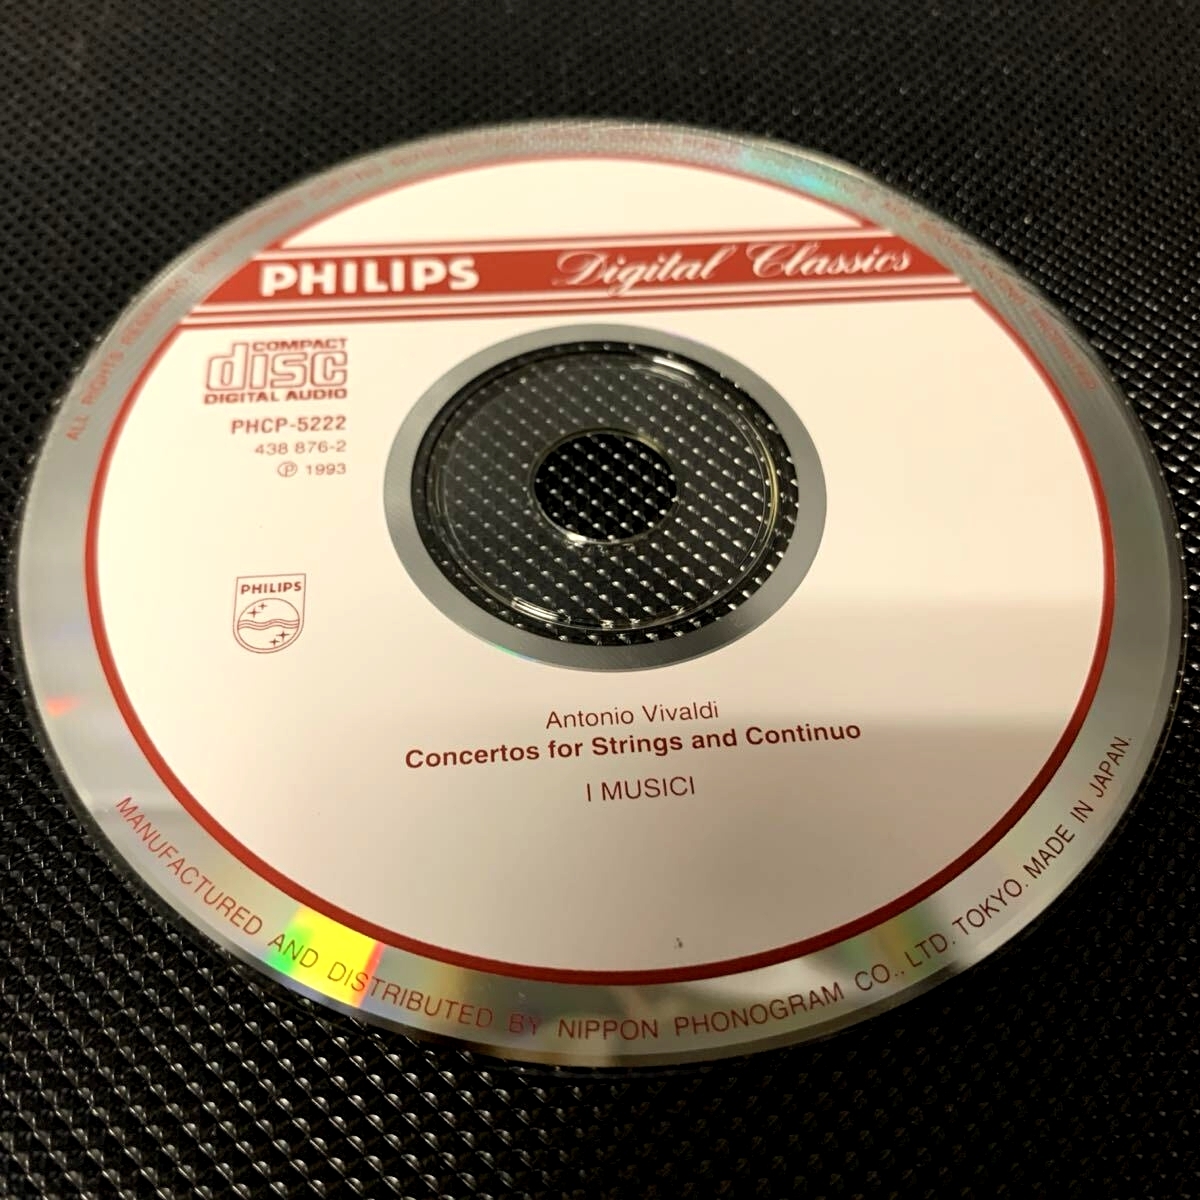 PHILIPS Digital Classics
COMPACT
disc
DIGITAL AUDIO
PHCP-5222
438 876-2
℗ 1993
PHILIPS
Antonio Vivaldi
Concertos for Strings and Continuo
I MUSICI
ALL RIGHTS RESERVED
MANUFACTURED AND DISTRIBUTED BY NIPPON PHONOGRAM CO., LTD. TOKYO. MADE IN JAPAN.